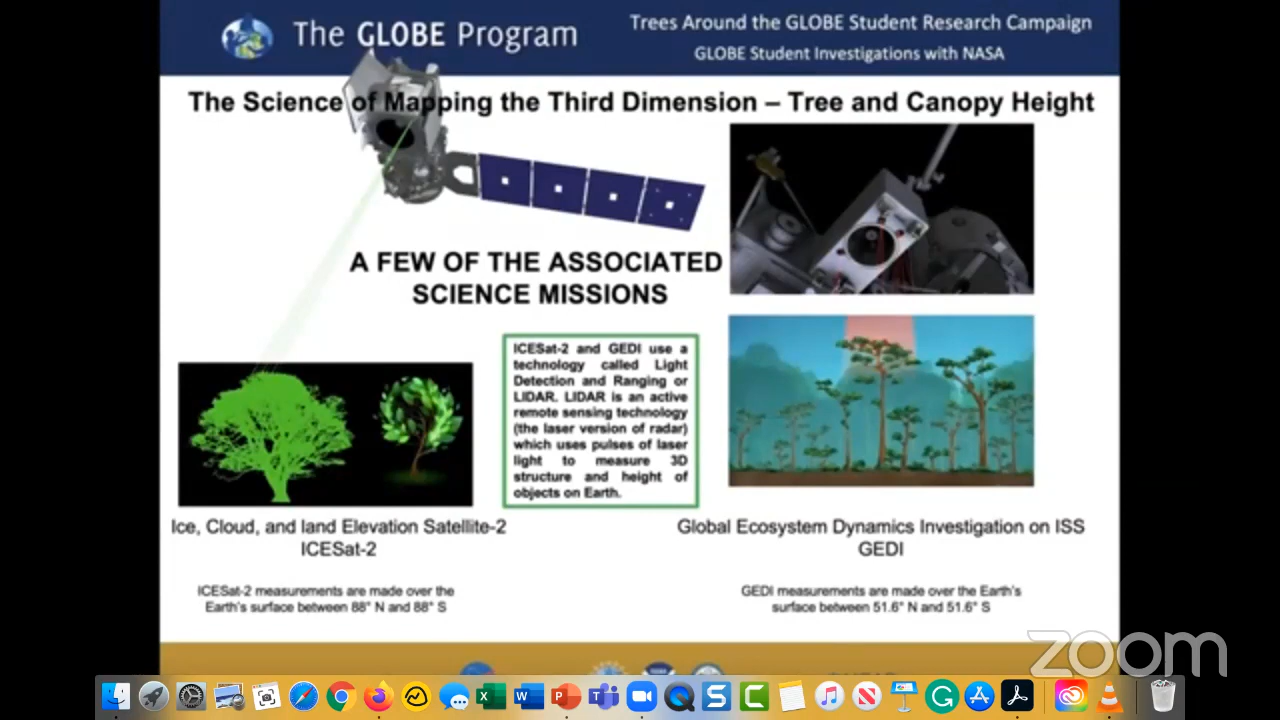 The GLOBE Program
Trees Around the GLOBE Student Research Campaign
GLOBE Student Investigations with NASA
The Science of Mapping the Third Dimension – Tree and Canopy Height
A FEW OF THE ASSOCIATED
SCIENCE MISSIONS
ICESat-2 and GEDI use a
technology called Light
Detection and Ranging or
LIDAR. LIDAR is an active
remote sensing technology
(the laser version of radar)
which uses pulses of laser
light to measure 3D
structure and height of
objects on Earth.
Ice, Cloud, and land Elevation Satellite-2
ICESat-2
Global Ecosystem Dynamics Investigation on ISS
GEDI
ICESat-2 measurements are made over the
Earth's surface between 88° N and 88° S
GEDI measurements are made over the Earth's
surface between 51.6° N and 51.6° S
zoom